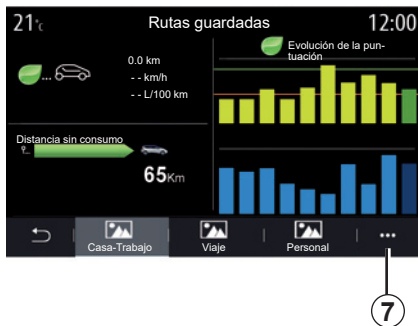 21°c
Rutas guardadas
12:00
0.0 km
- - km/h
- - L/100 km
Evolución de la pun-
tuación
Distancia sin consumo
65Km
Casa-Trabajo
Viaje
Personal
7